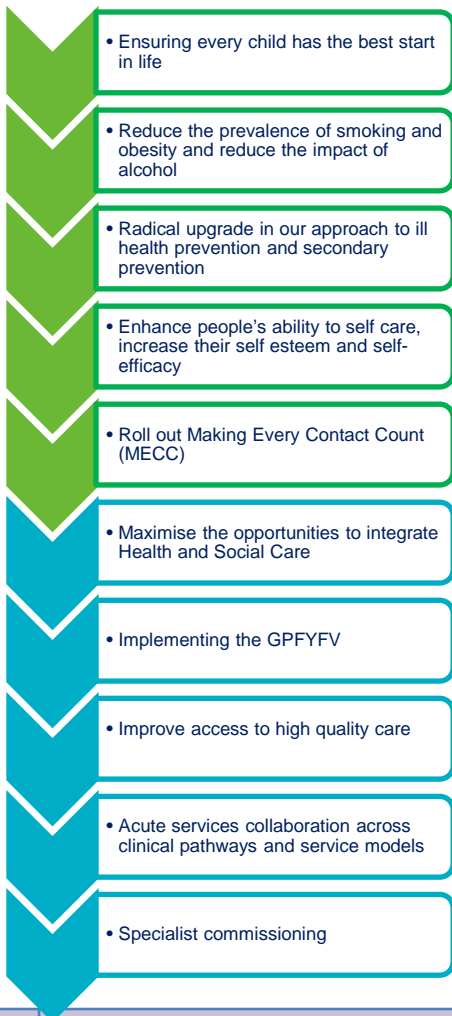 • Ensuring every child has the best start
in life
• Reduce the prevalence of smoking and
obesity and reduce the impact of
alcohol
• Radical upgrade in our approach to ill
health prevention and secondary
prevention
• Enhance people's ability to self care,
increase their self esteem and self-
efficacy
• Roll out Making Every Contact Count
(MECC)
• Maximise the opportunities to integrate
Health and Social Care
• Implementing the GPFYFV
• Improve access to high quality care
• Acute services collaboration across
clinical pathways and service models
• Specialist commissioning